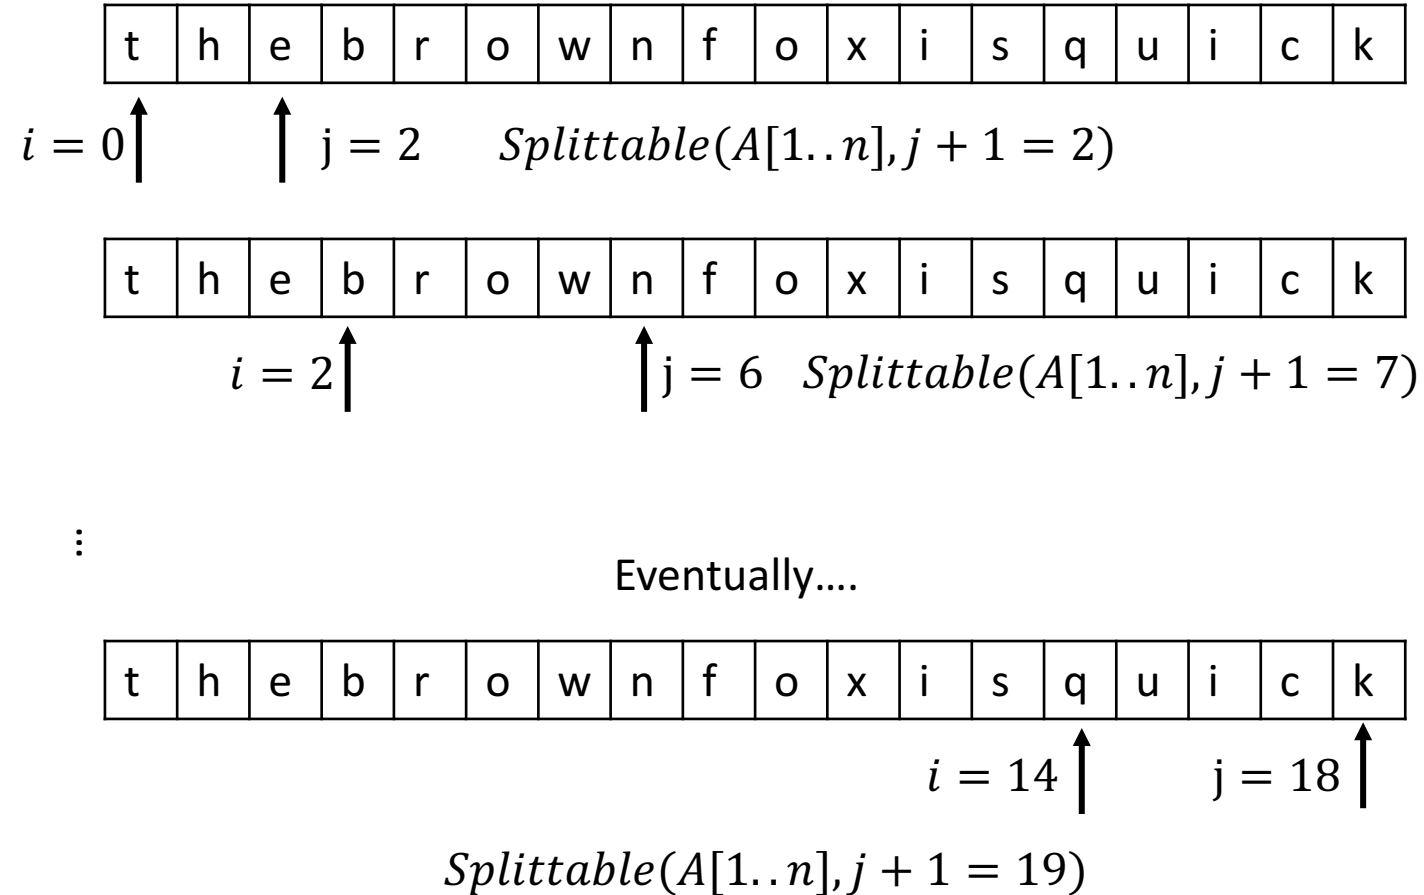 t h e b r o w n f o x i s q u i c k
i = 0 j = 2 Splittable(A[1..n], j + 1 = 2)
t h e b r o w n f o x i s q u i c k
i = 2 j = 6 Splittable(A[1..n], j + 1 = 7)
⋮
Eventually....
t h e b r o w n f o x i s q u i c k
i = 14 j = 18
Splittable(A[1..n], j + 1 = 19)